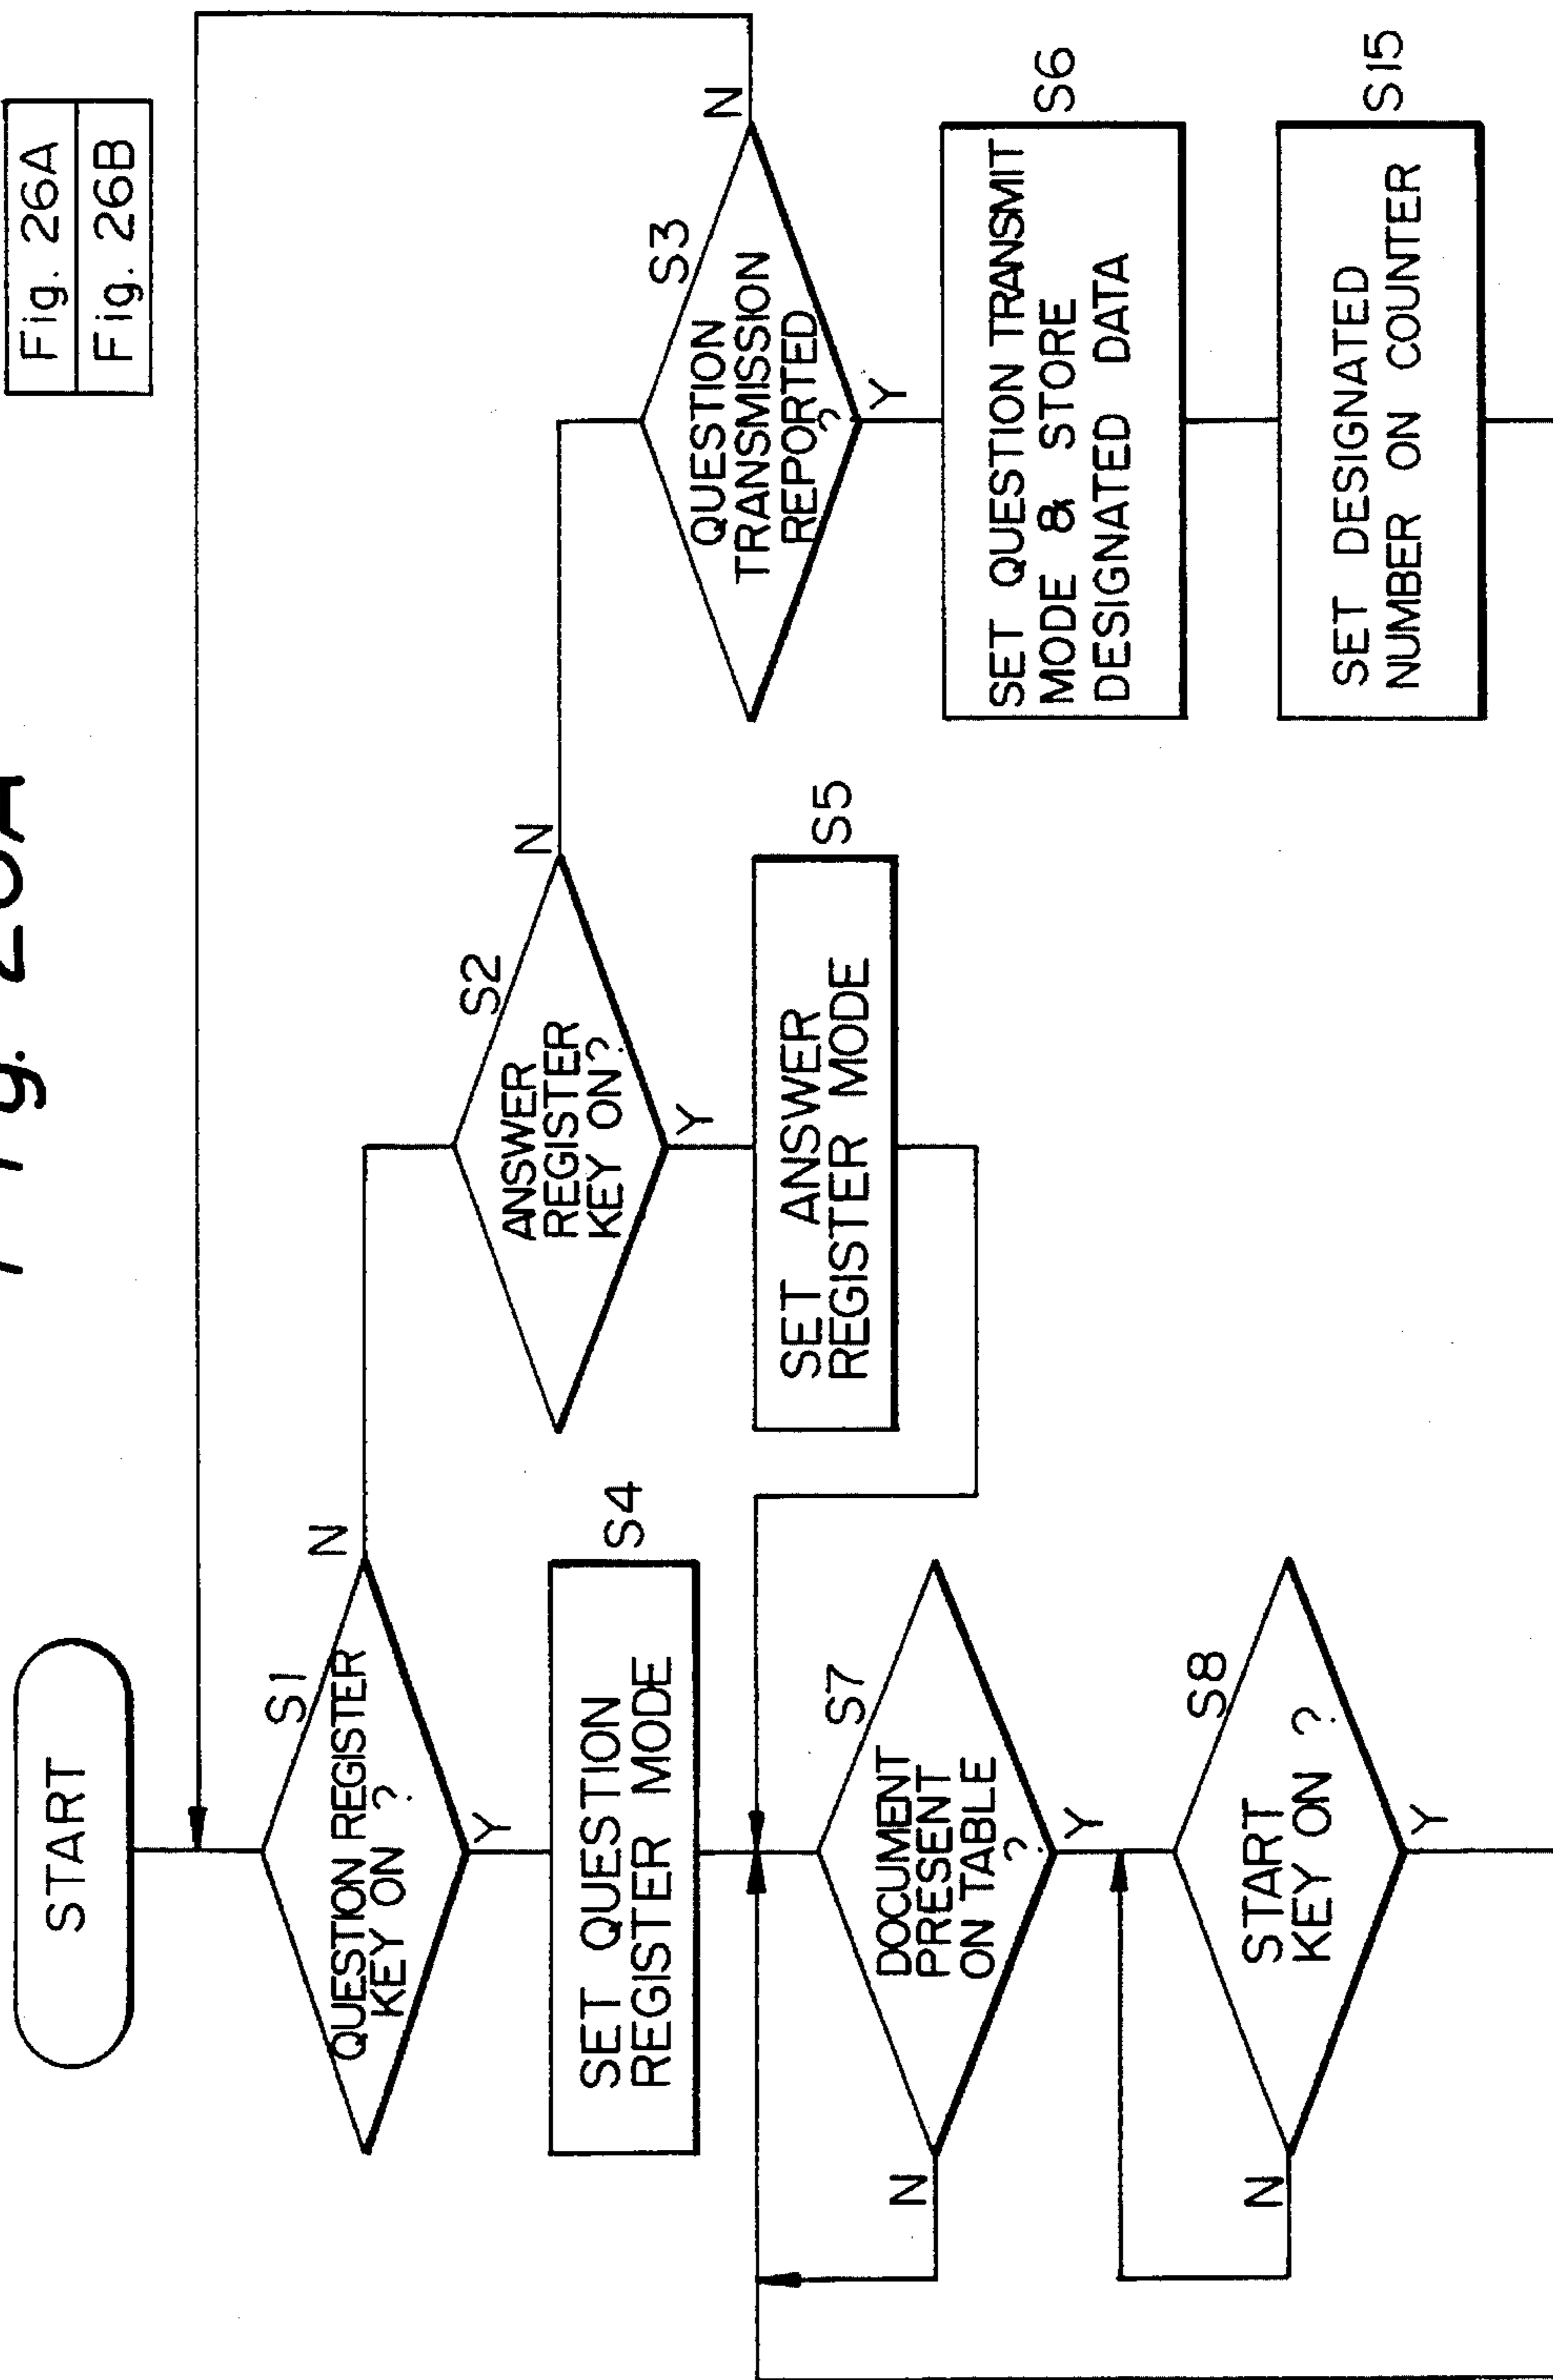 Fig. 26A
Fig. 26A
Fig. 26B
START
S1
QUESTION REGISTER
KEY ON ?
N
Y
S2
ANSWER
REGISTER
KEY ON?
N
Y
S3
QUESTION
TRANSMISSION
REPORTED
?
N
Y
SET QUESTION
REGISTER MODE
S4
SET ANSWER
REGISTER MODE
S5
SET QUESTION TRANSMIT
MODE & STORE
DESIGNATED DATA
S6
S7
DOCUMENT
PRESENT
ON TABLE
?
N
Y
SET DESIGNATED
NUMBER ON COUNTER
S15
S8
START
KEY ON ?
N
Y